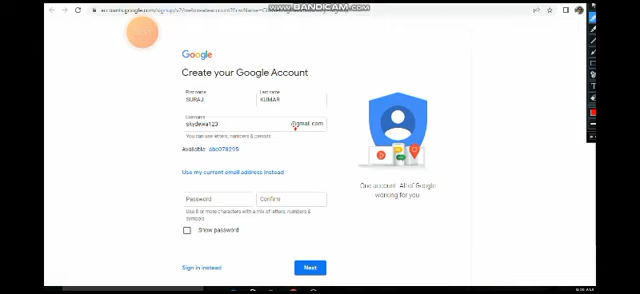 WWW.BANDICAM.COM
Google
Create your Google Account
First name Last name
SURAJ KUMAR
Username
skydewa123 @gmail.com
You can use letters, numbers & periods
Available:
Use my current email address instead
Password Confirm
Use 8 or more characters with a mix of letters, numbers &
symbols
Show password
One account. All of Google
working for you.
Sign in instead Next